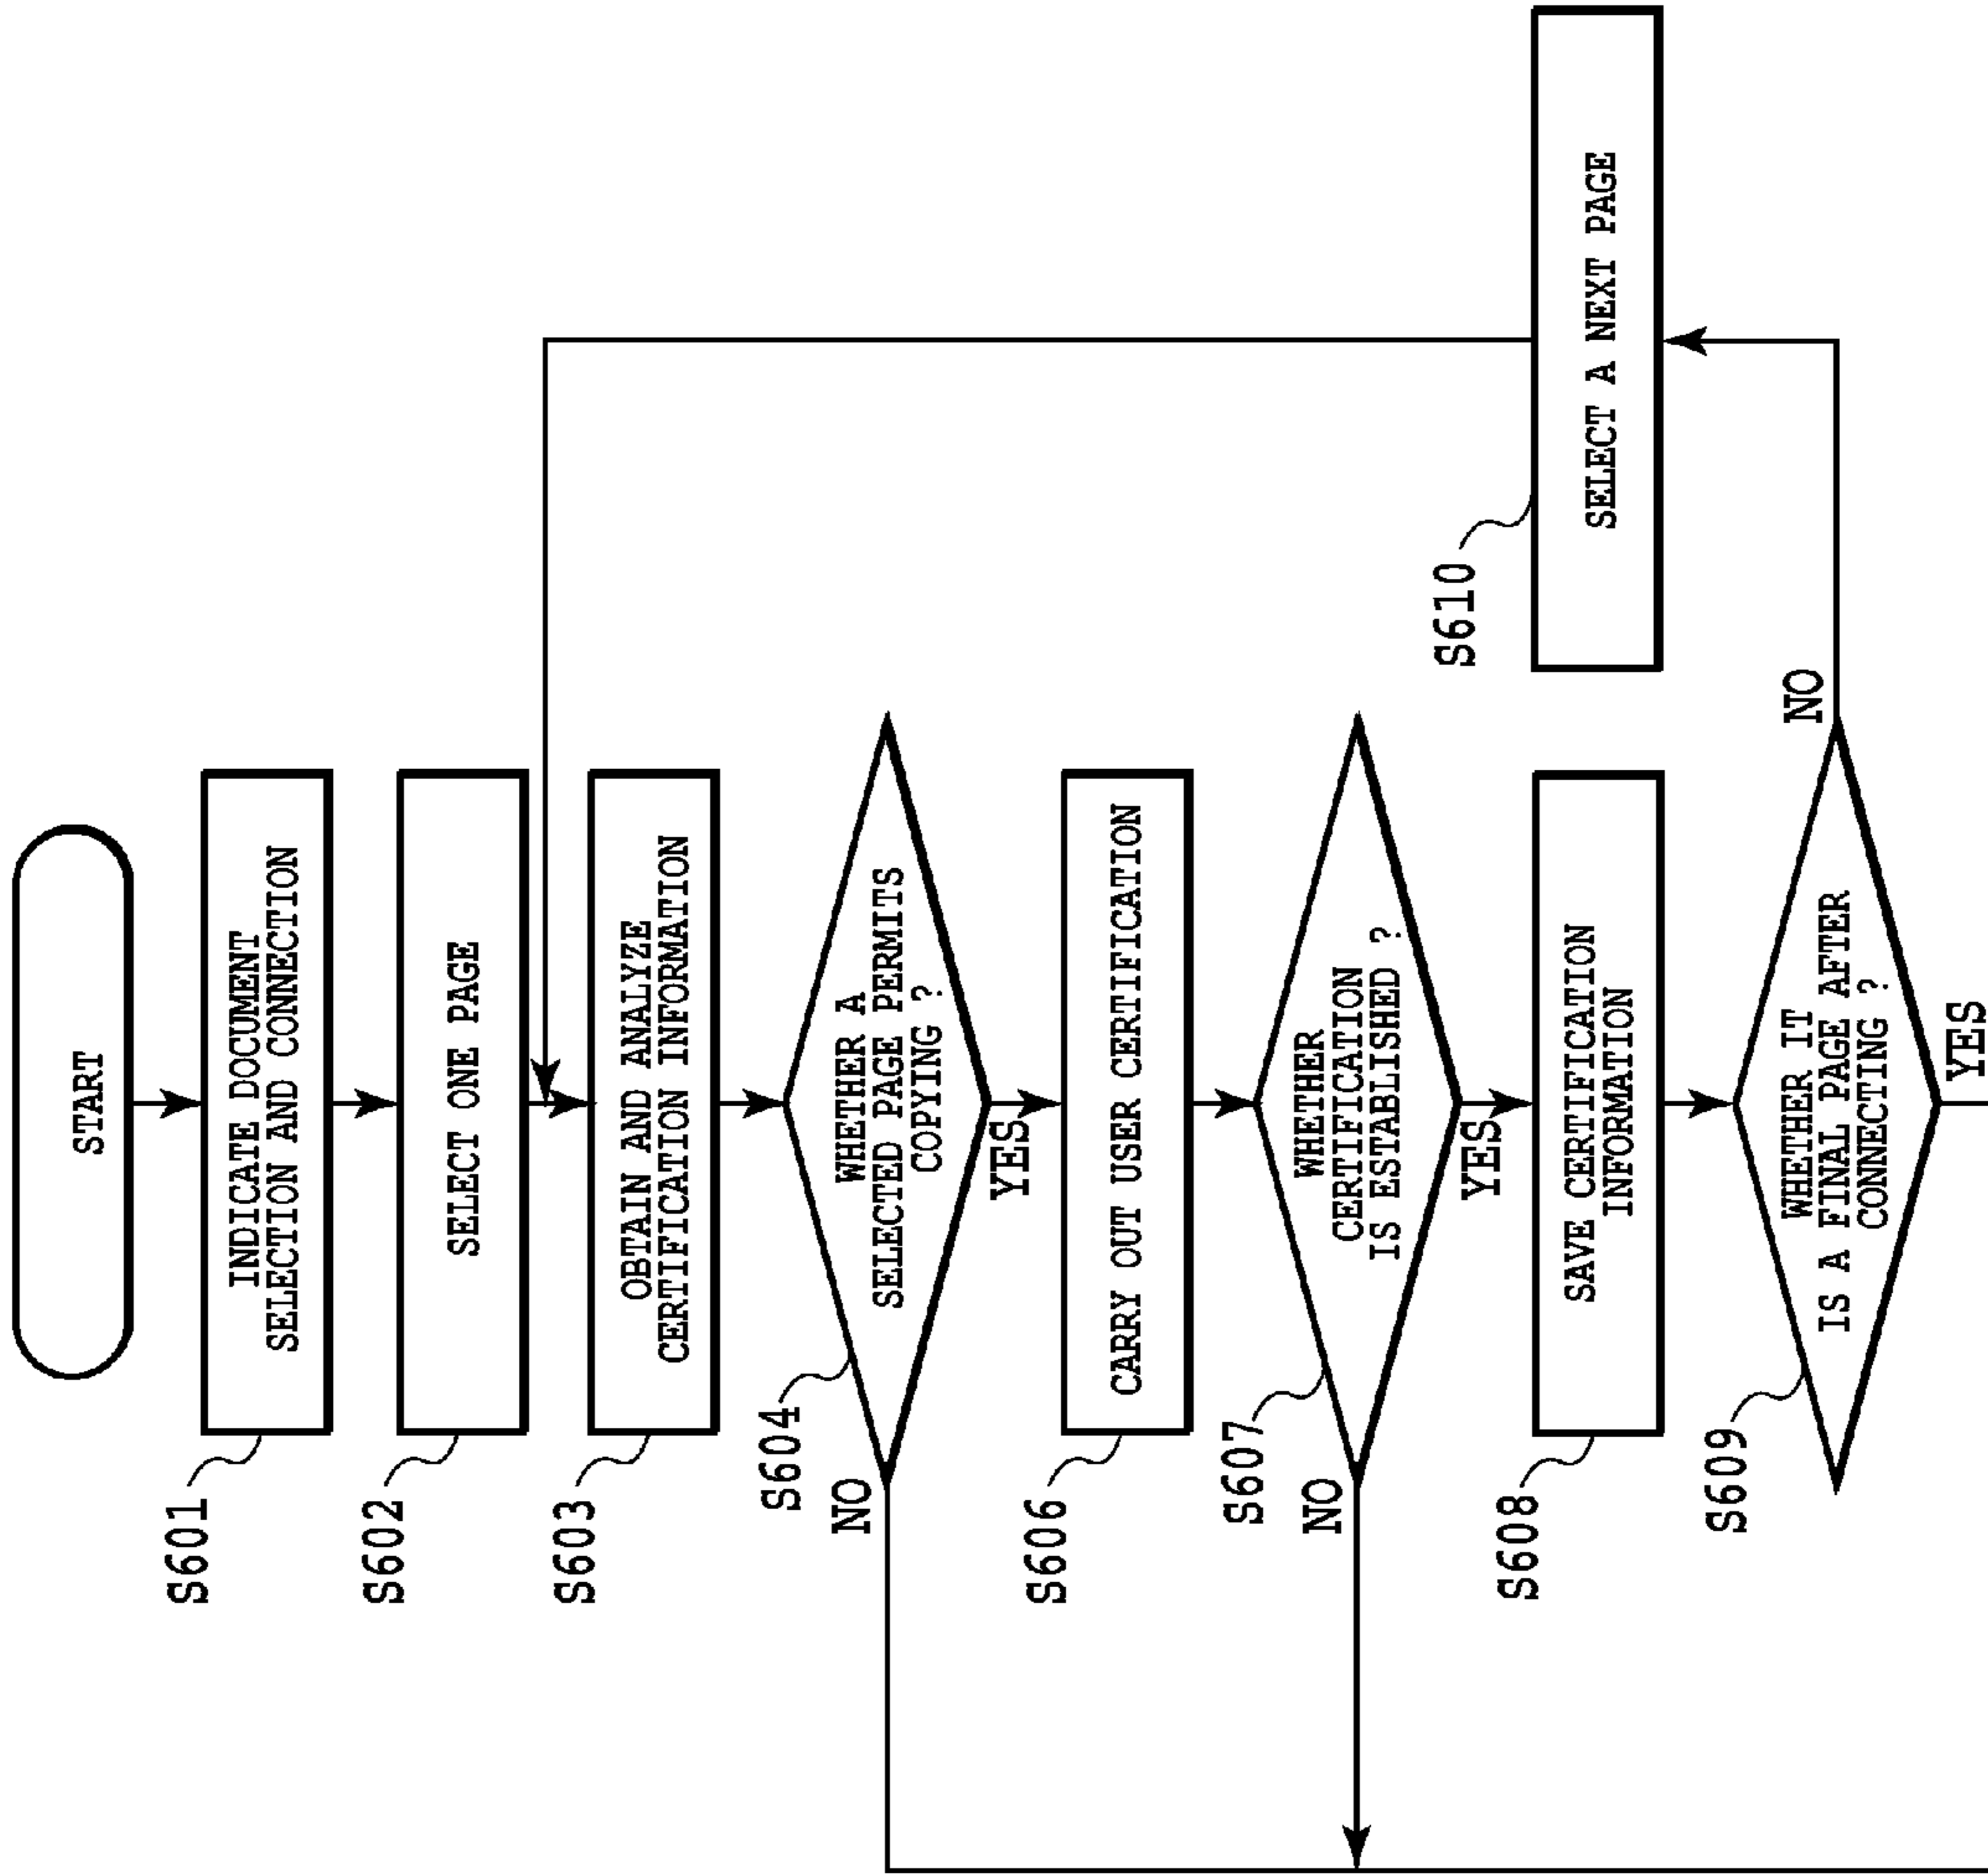 START
S601
INDICATE DOCUMENT
SELECTION AND CONNECTION
S602
SELECT ONE PAGE
S603
OBTAIN AND ANALYZE
CERTIFICATION INFORMATION
S604
WHETHER A
SELECTED PAGE PERMITS
COPYING ?
NO
YES
S606
CARRY OUT USER CERTIFICATION
S607
WHETHER
CERTIFICATION
IS ESTABLISHED ?
NO
YES
S608
SAVE CERTIFICATION
INFORMATION
S610
SELECT A NEXT PAGE
S609
WHETHER IT
IS A FINAL PAGE AFTER
CONNECTING ?
NO
YES